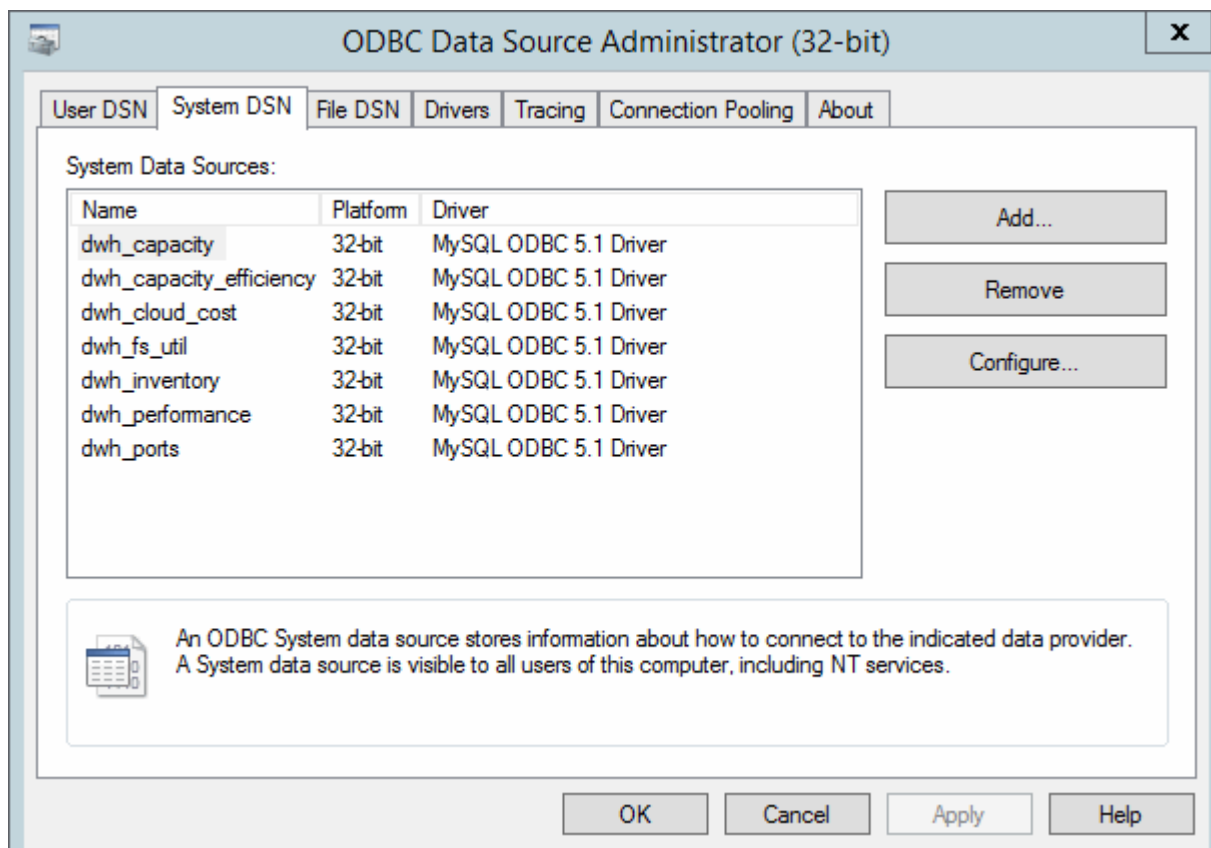 ODBC Data Source Administrator (32-bit)
x
User DSN System DSN File DSN Drivers Tracing Connection Pooling About
System Data Sources:
Name Platform Driver
dwh_capacity 32-bit MySQL ODBC 5.1 Driver
dwh_capacity_efficiency 32-bit MySQL ODBC 5.1 Driver
dwh_cloud_cost 32-bit MySQL ODBC 5.1 Driver
dwh_fs_util 32-bit MySQL ODBC 5.1 Driver
dwh_inventory 32-bit MySQL ODBC 5.1 Driver
dwh_performance 32-bit MySQL ODBC 5.1 Driver
dwh_ports 32-bit MySQL ODBC 5.1 Driver
Add...
Remove
Configure...
An ODBC System data source stores information about how to connect to the indicated data provider.
A System data source is visible to all users of this computer, including NT services.
OK Cancel Apply Help